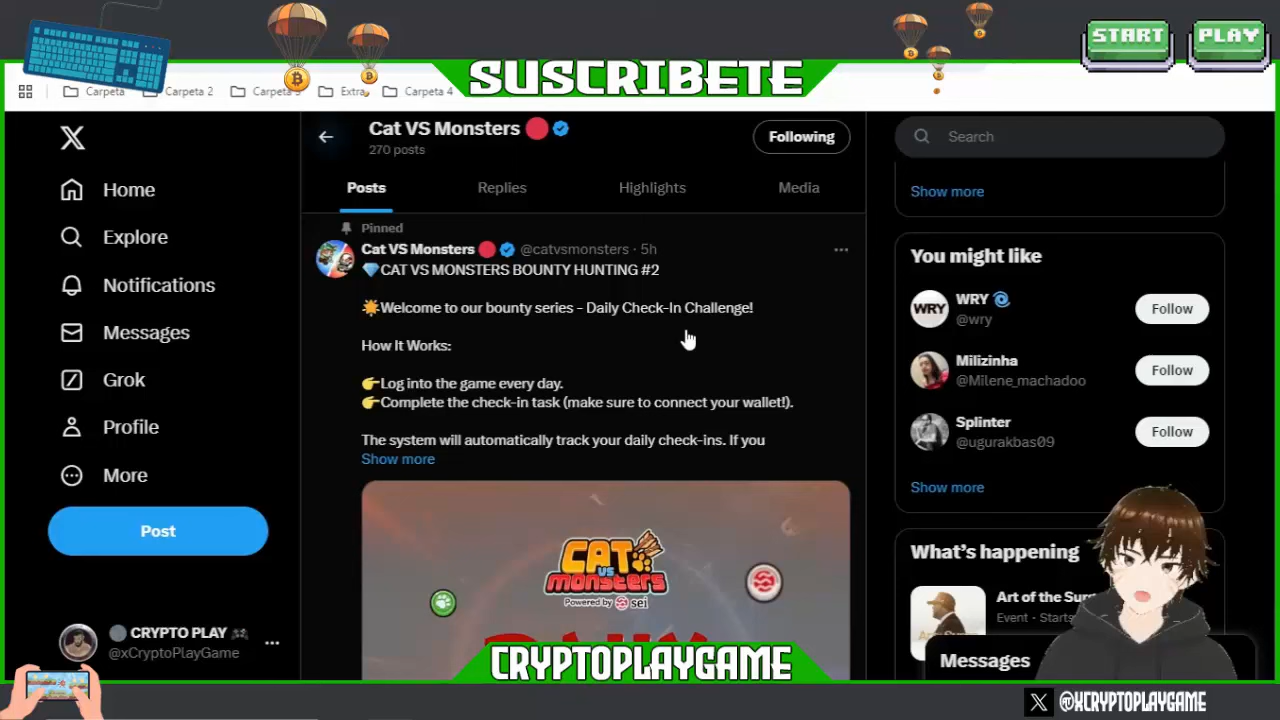 START
PLAY
SUSCRIBETE
Carpeta
Carpeta 2
Carpeta 3
Extra
Carpeta 4
Cat VS Monsters
270 posts
Following
Search
Home
Explore
Notifications
Messages
Grok
Profile
More
Post
CRYPTO PLAY
@xCryptoPlayGame
Posts
Replies
Highlights
Media
Pinned
Cat VS Monsters @catvsmonsters · 5h
CAT VS MONSTERS BOUNTY HUNTING #2
Welcome to our bounty series - Daily Check-In Challenge!
How It Works:
Log into the game every day.
Complete the check-in task (make sure to connect your wallet!).
The system will automatically track your daily check-ins. If you
Show more
CAT
VS
MONSTERS
Powered by sei
Show more
You might like
WRY
@wry
Follow
WRY
Milizinha
@Milene_machadoo
Follow
Splinter
@ugurakbas09
Follow
Show more
What's happening
Art of the
Event · Starts
Messages
CRYPTOPLAYGAME
@XCRYPTOPLAYGAME